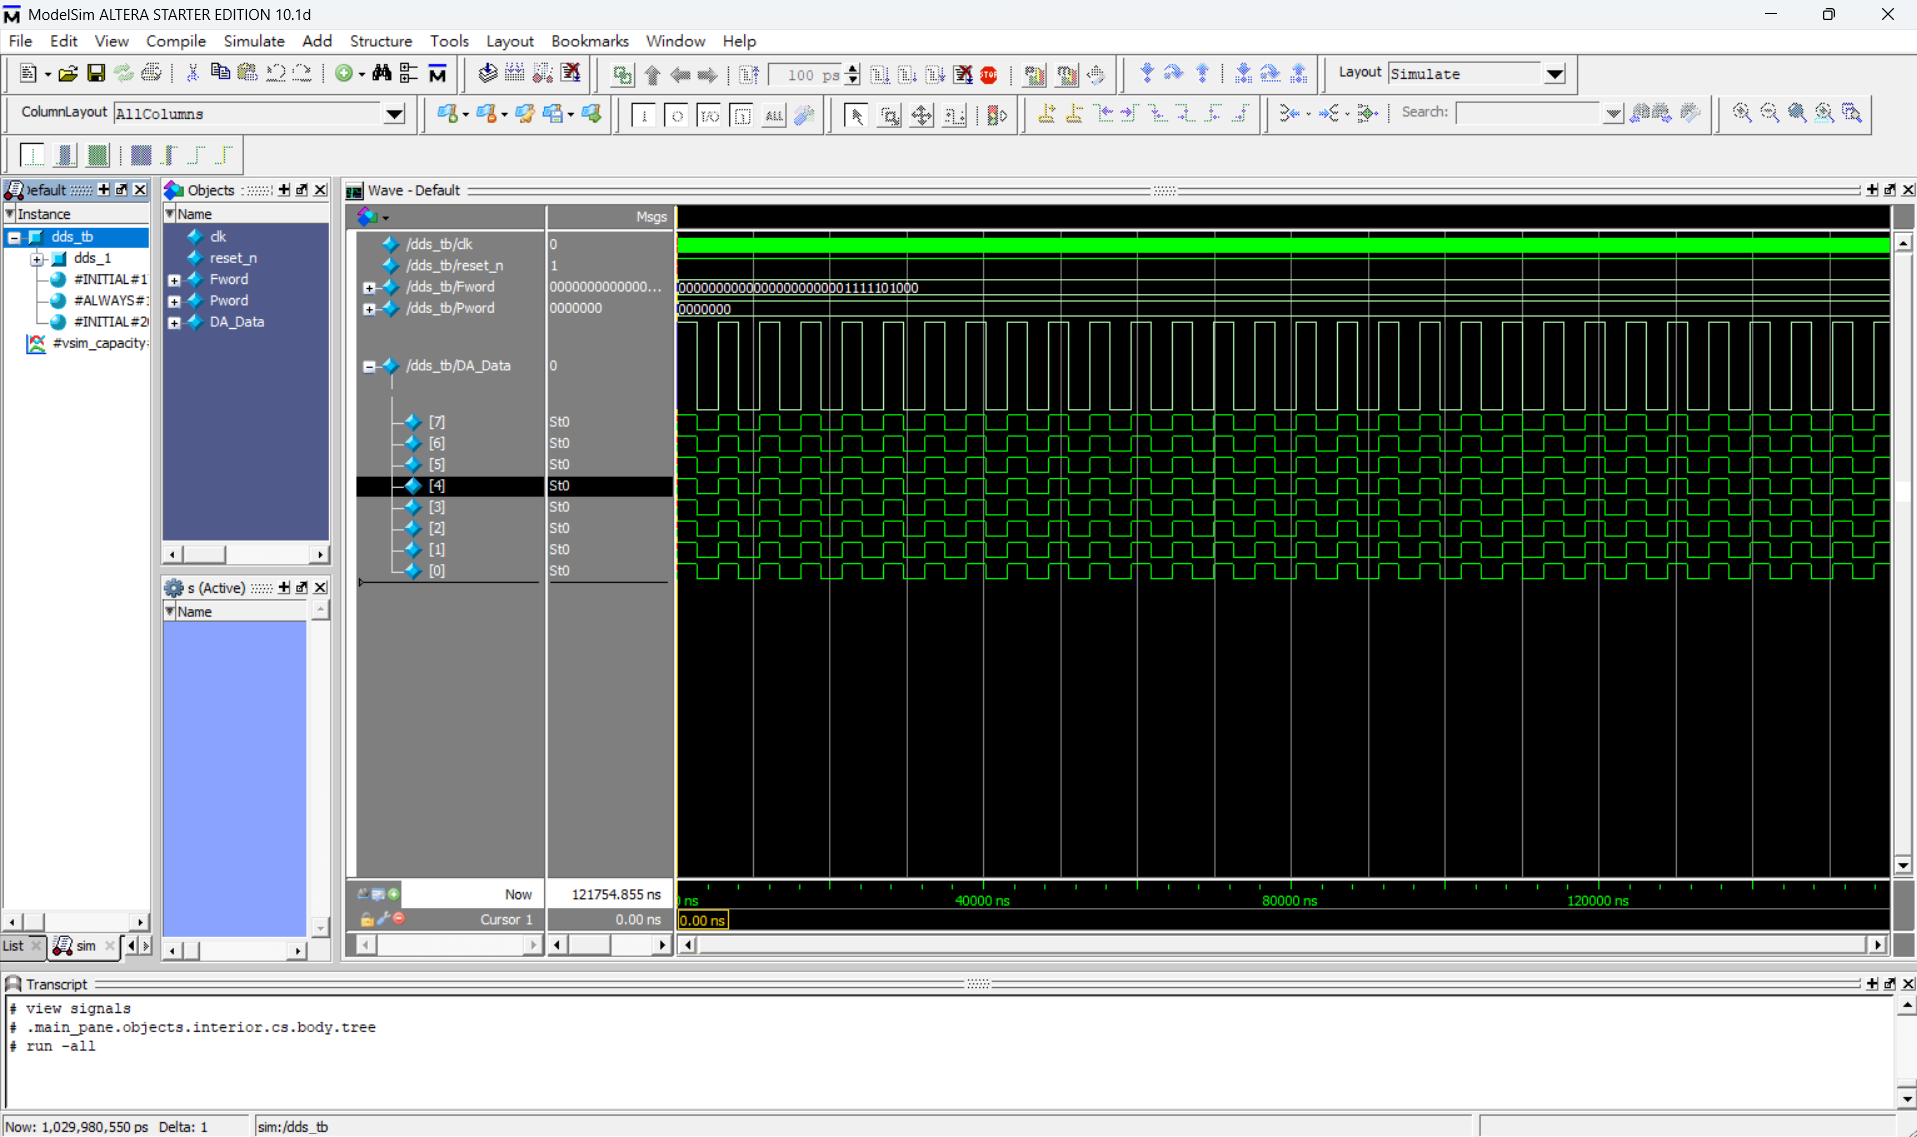 ModelSim ALTERA STARTER EDITION 10.1d
File Edit View Compile Simulate Add Structure Tools Layout Bookmarks Window Help
100 ps
STOP
Layout Simulate
ColumnLayout AllColumns
I/O
ALL
Search:
Default
Instance
dds_tb
dds_1
#INITIAL#1
#ALWAYS#
#INITIAL#2
#vsim_capacity
List
sim
Objects
Name
clk
reset_n
Fword
Pword
DA_Data
s (Active)
Name
Wave - Default
Msgs
/dds_tb/clk 0
/dds_tb/reset_n 1
/dds_tb/Fword 0000000000000...
/dds_tb/Pword 0000000 0000000
/dds_tb/DA_Data 0
[7] St0
[6] St0
[5] St0
[4] St0
[3] St0
[2] St0
[1] St0
[0] St0
Now 121754.855 ns ns 40000 ns 80000 ns 120000 ns
Cursor 1 0.00 ns 0.00 ns
Transcript
# view signals
# .main_pane.objects.interior.cs.body.tree
# run -all
Now: 1,029,980,550 ps Delta: 1 sim:/dds_tb